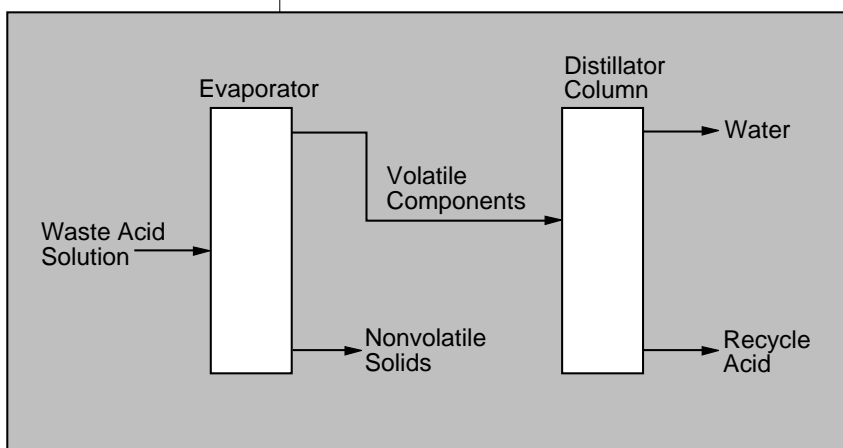 Evaporator
Distillator
Column
Water
Volatile
Components
Waste Acid
Solution
Nonvolatile
Solids
Recycle
Acid